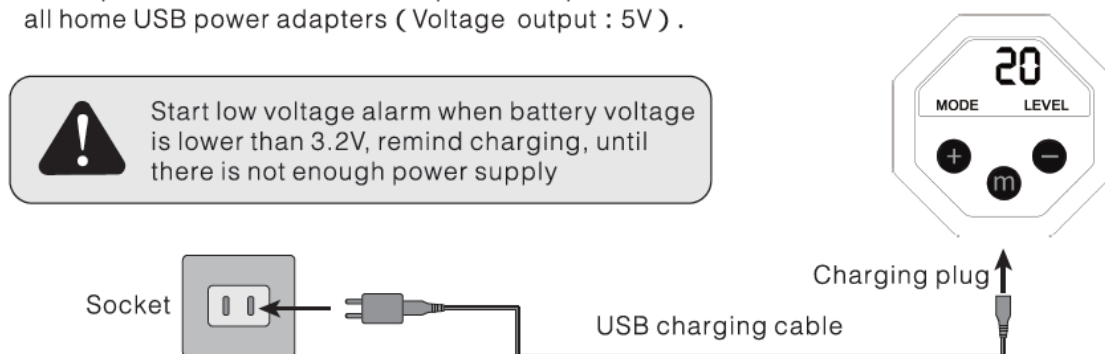 all home USB power adapters ( Voltage output : 5V ) .
20
MODE LEVEL
Start low voltage alarm when battery voltage
is lower than 3.2V, remind charging, until
there is not enough power supply
+ −
m
Charging plug
Socket
USB charging cable